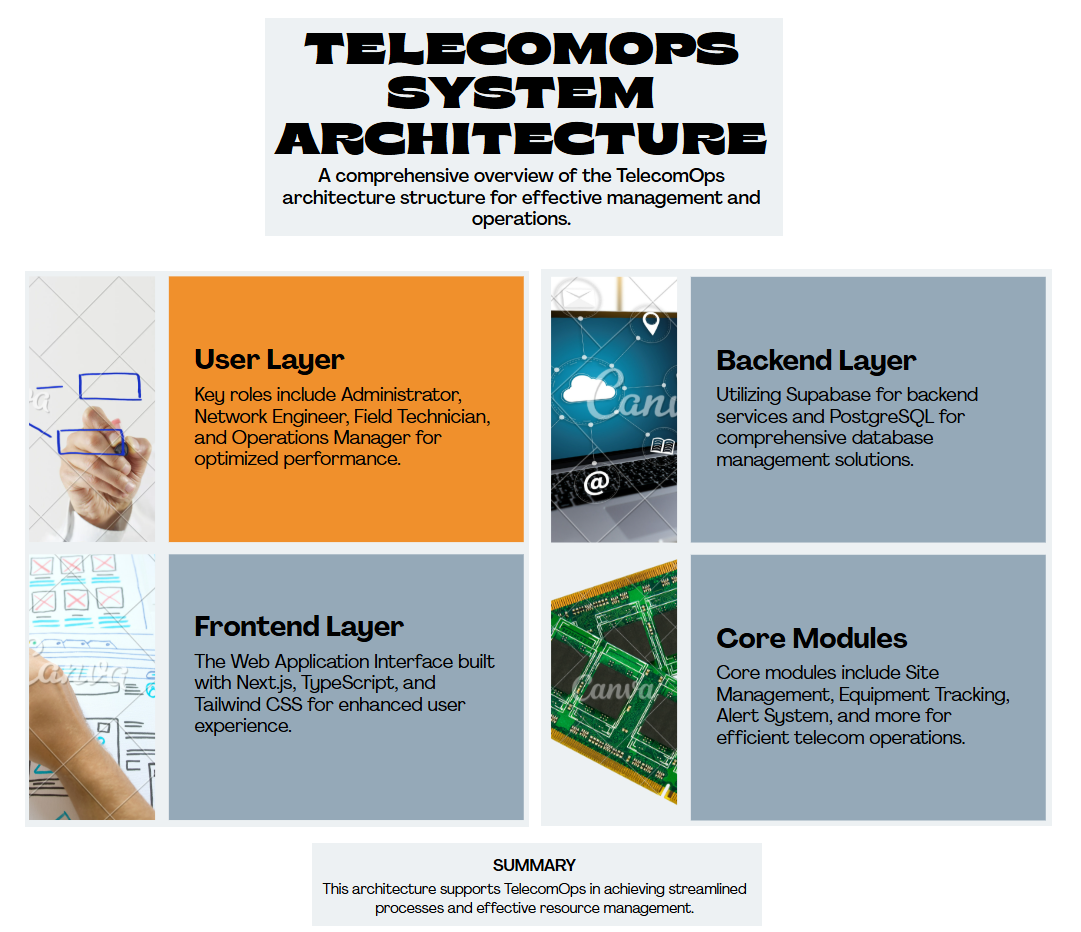 TELECOMOPS
SYSTEM
ARCHITECTURE
A comprehensive overview of the TelecomOps
architecture structure for effective management and
operations.
User Layer
Key roles include Administrator,
Network Engineer, Field Technician,
and Operations Manager for
optimized performance.
Frontend Layer
The Web Application Interface built
with Next.js, TypeScript, and
Tailwind CSS for enhanced user
experience.
Canva
@
Backend Layer
Utilizing Supabase for backend
services and PostgreSQL for
comprehensive database
management solutions.
Canva
Core Modules
Core modules include Site
Management, Equipment Tracking,
Alert System, and more for
efficient telecom operations.
SUMMARY
This architecture supports TelecomOps in achieving streamlined
processes and effective resource management.